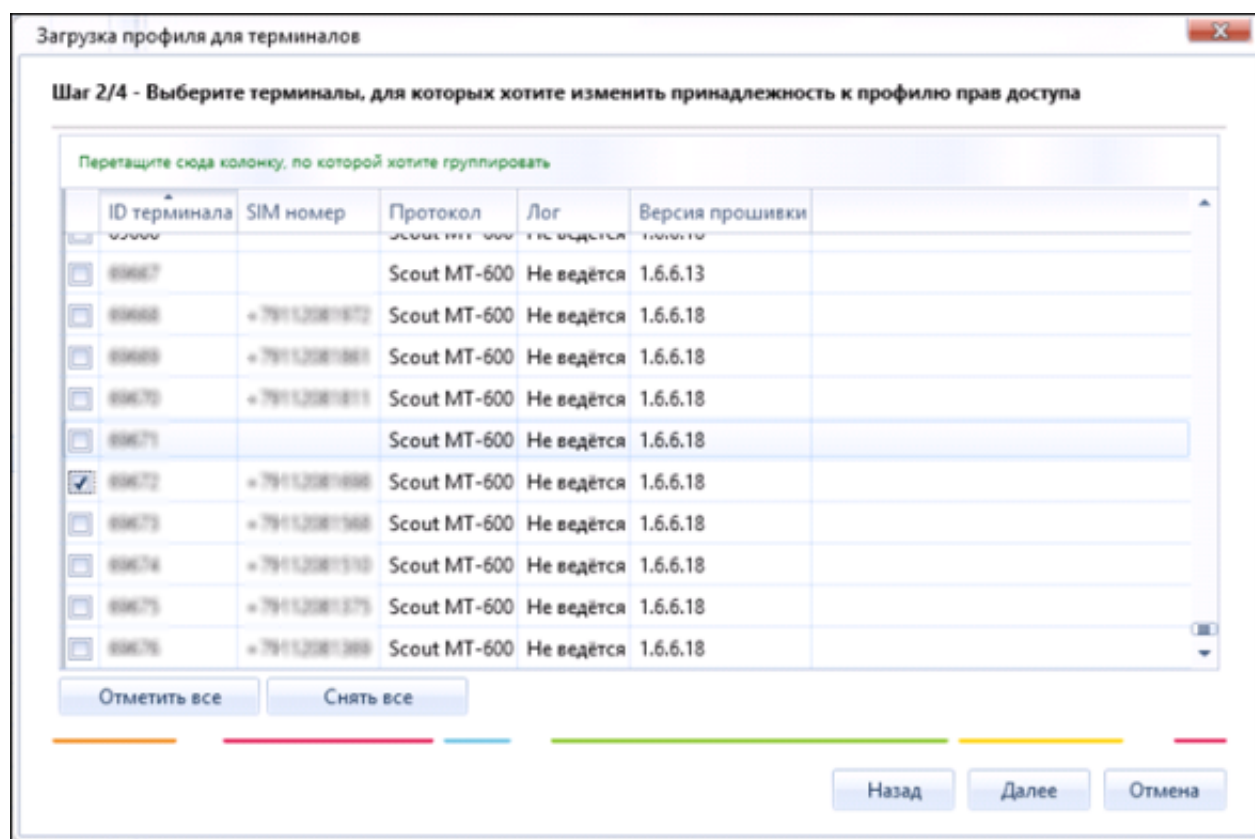 Загрузка профиля для терминалов
Шаг 2/4 - Выберите терминалы, для которых хотите изменить принадлежность к профилю прав доступа
Перетащите сюда колонку, по которой хотите группировать
ID терминала SIM номер Протокол Лог Версия прошивки
Scout MT-600 Не ведётся 1.6.6.13
Scout MT-600 Не ведётся 1.6.6.18
Scout MT-600 Не ведётся 1.6.6.18
Scout MT-600 Не ведётся 1.6.6.18
Scout MT-600 Не ведётся 1.6.6.18
Scout MT-600 Не ведётся 1.6.6.18
Scout MT-600 Не ведётся 1.6.6.18
Scout MT-600 Не ведётся 1.6.6.18
Scout MT-600 Не ведётся 1.6.6.18
Scout MT-600 Не ведётся 1.6.6.18
Отметить все Снять все
Назад Далее Отмена